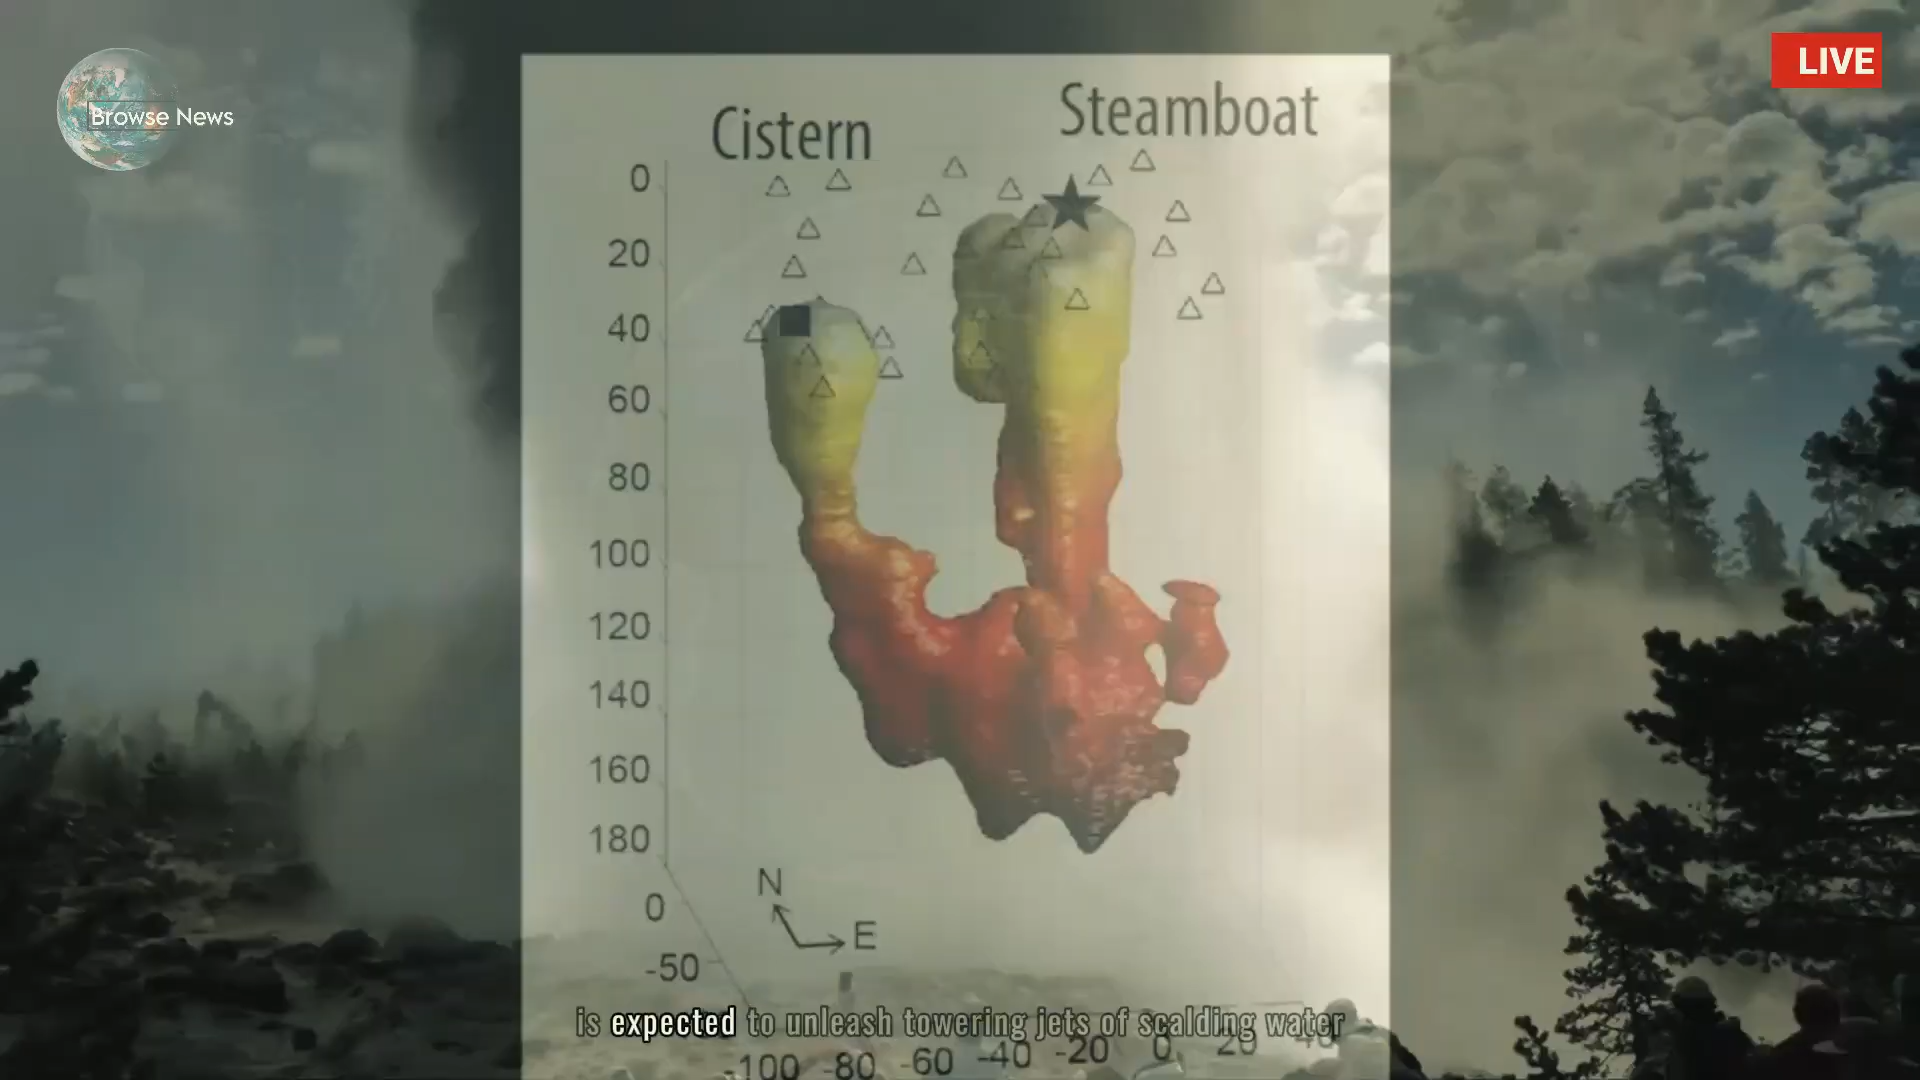 Browse News
LIVE
Cistern
Steamboat
0
20
40
60
80
100
120
140
160
180
0
-50
N
E
is expected to unleash towering jets of scalding water
-100 -80 -60 -40 -20 0 20 40